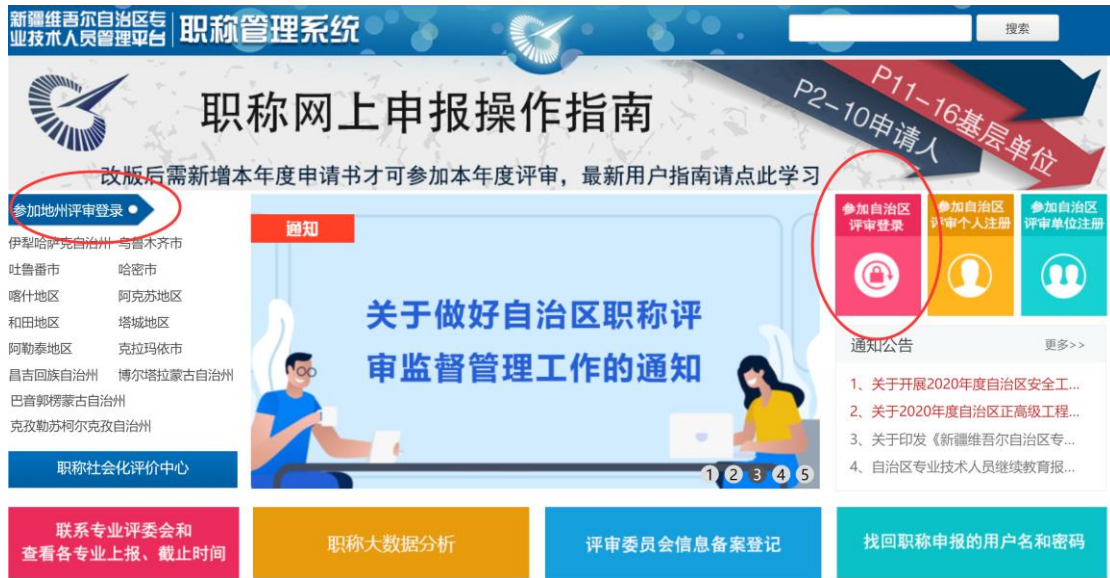 新疆维吾尔自治区专
业技术人员管理平台
职称管理系统
搜索
职称网上申报操作指南
P2-10申请人
P11-16基层单位
改版后需新增本年度申请书才可参加本年度评审，最新用户指南请点此学习
参加地州评审登录
伊犁哈萨克自治州 乌鲁木齐市
吐鲁番市 哈密市
喀什地区 阿克苏地区
和田地区 塔城地区
阿勒泰地区 克拉玛依市
昌吉回族自治州 博尔塔拉蒙古自治州
巴音郭楞蒙古自治州
克孜勒苏柯尔克孜自治州
职称社会化评价中心
通知
关于做好自治区职称评
审监督管理工作的通知
1 2 3 4 5
参加自治区
评审登录
参加自治区
评审个人注册
参加自治区
评审单位注册
通知公告 更多>>
1、关于开展2020年度自治区安全工...
2、关于2020年度自治区正高级工程...
3、关于印发《新疆维吾尔自治区专...
4、自治区专业技术人员继续教育报...
联系专业评委会和
查看各专业上报、截止时间
职称大数据分析
评审委员会信息备案登记
找回职称申报的用户名和密码